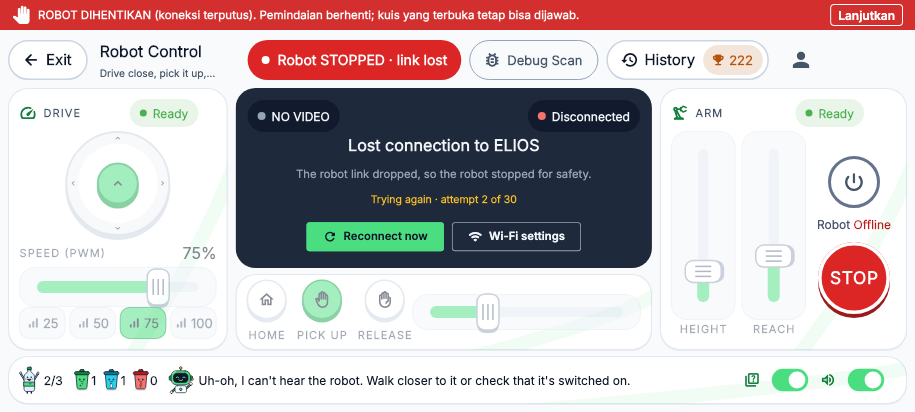 ROBOT DIHENTIKAN (koneksi terputus). Pemindaian berhenti; kuis yang terbuka tetap bisa dijawab.
Lanjutkan
Exit
Robot Control
Drive close, pick it up,...
Robot STOPPED · link lost
Debug Scan
History
222
DRIVE
Ready
SPEED (PWM)
75%
25
50
75
100
NO VIDEO
Disconnected
Lost connection to ELIOS
The robot link dropped, so the robot stopped for safety.
Trying again · attempt 2 of 30
Reconnect now
Wi-Fi settings
HOME
PICK UP
RELEASE
ARM
Ready
HEIGHT
REACH
Robot Offline
STOP
2/3
1
1
0
Uh-oh, I can't hear the robot. Walk closer to it or check that it's switched on.